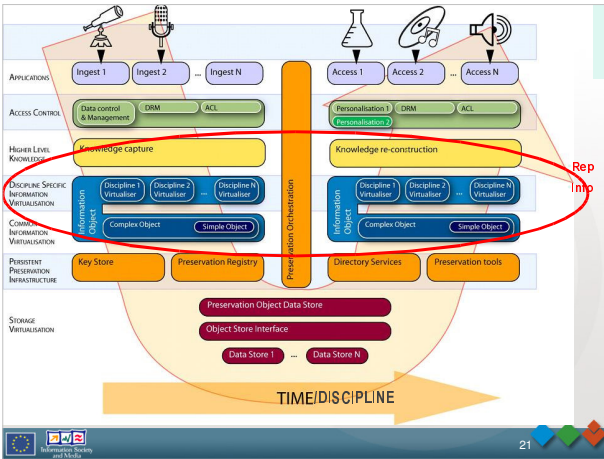 APPLICATIONS
Ingest 1
Ingest 2
...
Ingest N
Access 1
Access 2
...
Access N
ACCESS CONTROL
Data control
& Management
DRM
ACL
Personalisation 1
DRM
ACL
Personalisation 2
HIGHER LEVEL
KNOWLEDGE
Knowledge capture
Knowledge re-construction
Rep
Info
DISCIPLINE SPECIFIC
INFORMATION
VIRTUALISATION
Information
Object
Discipline 1
Virtualiser
Discipline 2
Virtualiser
...
Discipline N
Virtualiser
Preservation Orchestration
Information
Object
Discipline 1
Virtualiser
Discipline 2
Virtualiser
...
Discipline N
Virtualiser
COMMON
INFORMATION
VIRTUALISATION
Complex Object
Simple Object
Complex Object
Simple Object
PERSISTENT
PRESERVATION
INFRASTRUCTURE
Key Store
Preservation Registry
Directory Services
Preservation tools
STORAGE
VIRTUALISATION
Preservation Object Data Store
Object Store Interface
Data Store 1
...
Data Store N
TIME/DISCIPLINE
Information Society
and Media
21